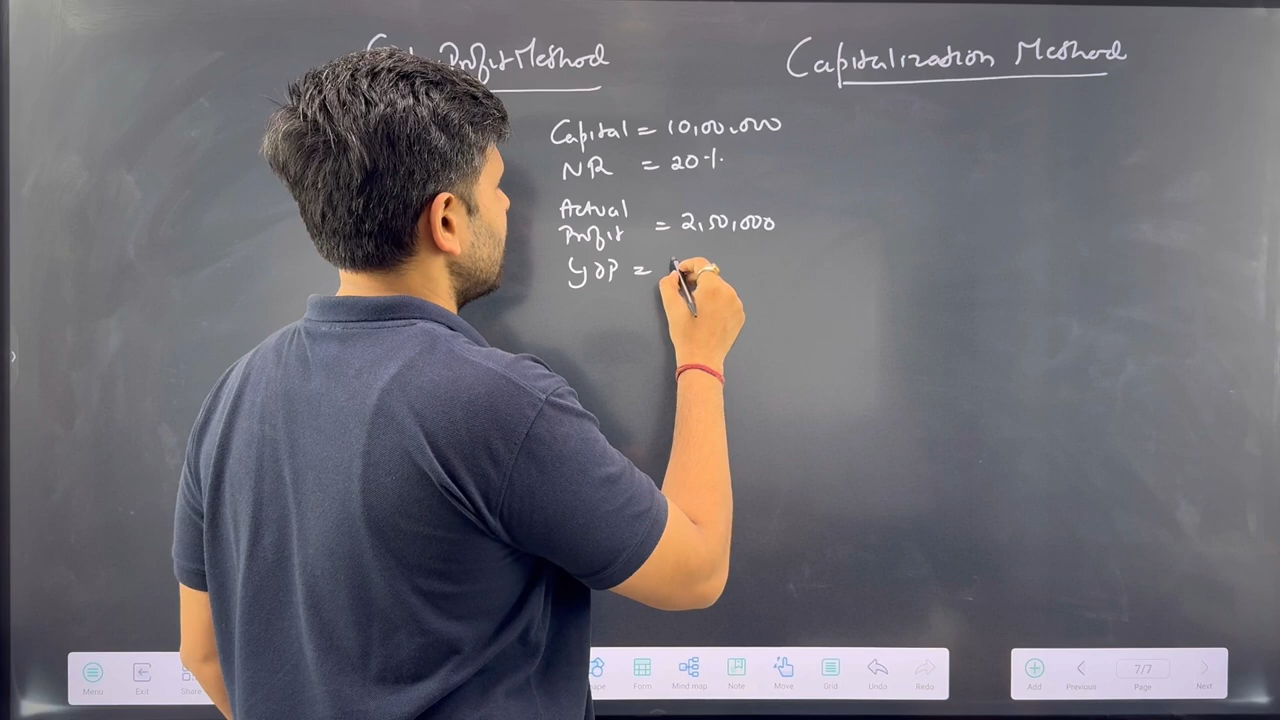 Profit Method
Capitalization Method
Capital = 10,00,000
NR = 20%
Actual
Profit = 2,50,000
YOP =
Menu
Exit
Form
Mind map
Note
Move
Grid
Undo
Redo
Add
Previous
7/7
Page
Next